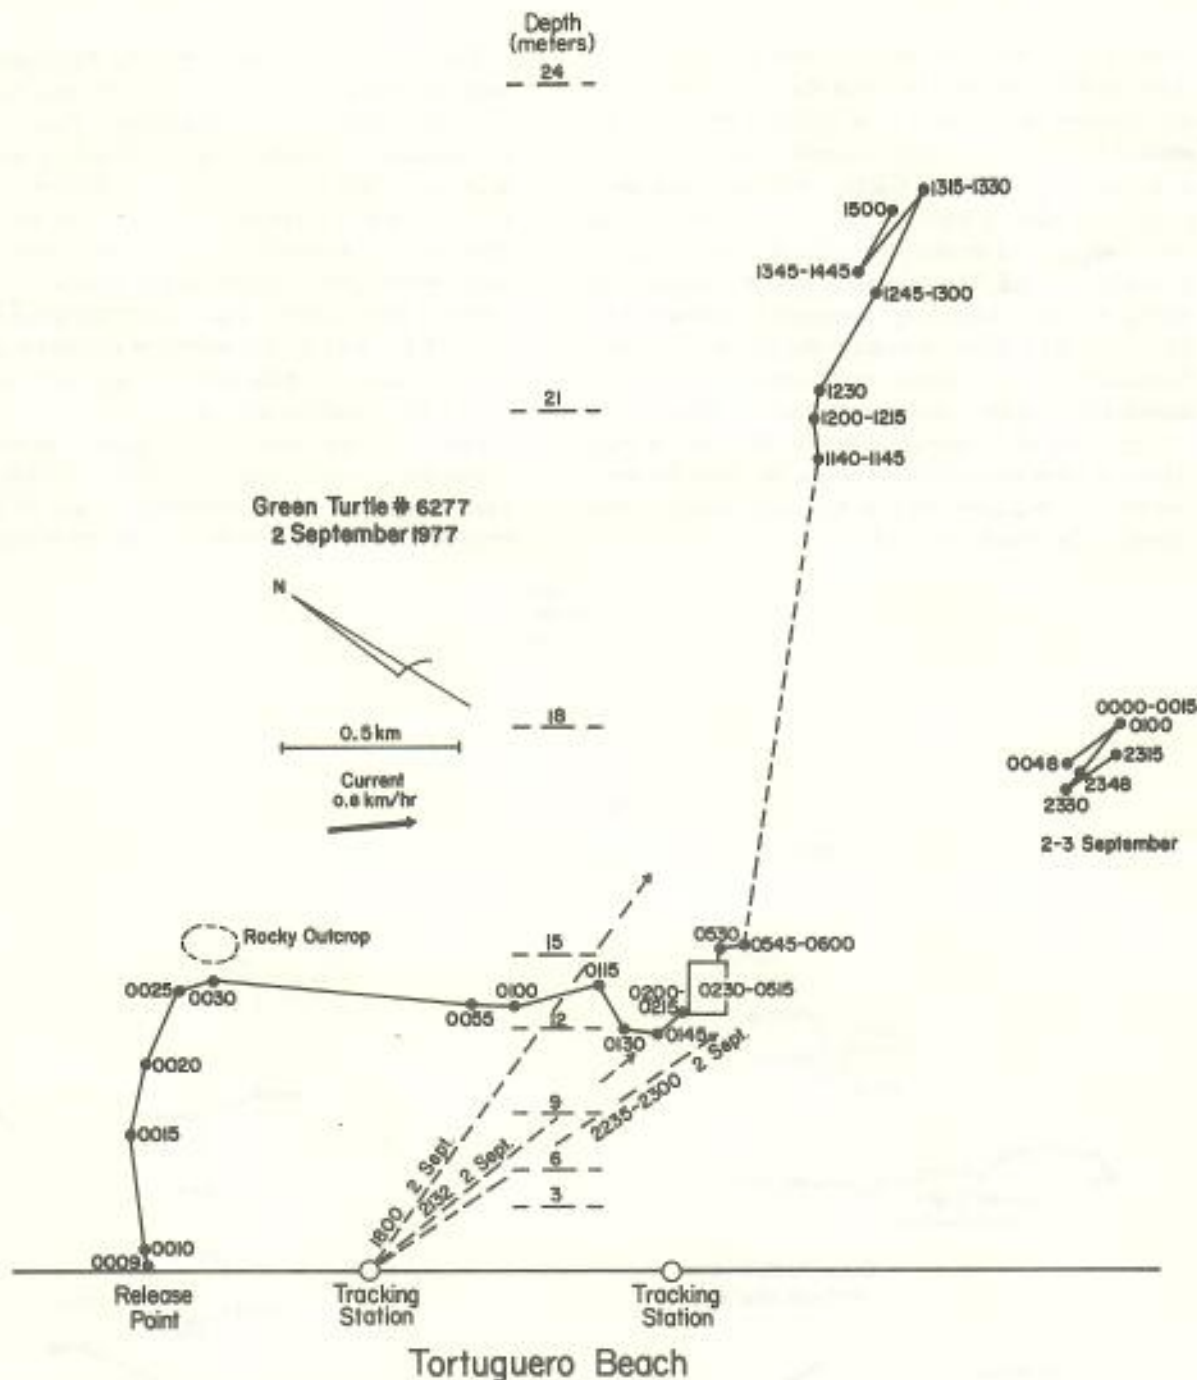 Depth
(meters)
24
1315-1330
1500
1345-1445
1245-1300
1230
21
1200-1215
1140-1145
Green Turtle # 6277
2 September 1977
N
18
0.5 km
0000-0015
0100
2315
0048
2348
2330
Current
0.8 km/hr
2-3 September
Rocky Outcrop
15
0530
0545-0600
0115
0025
0030
0055
0100
0200-
0215
0230-0515
12
0130
0145
0020
9
2235-2300 2 Sept.
0015
1800 2 Sept.
2132 2 Sept.
6
3
0010
0009
Release
Point
Tracking
Station
Tracking
Station
Tortuguero Beach